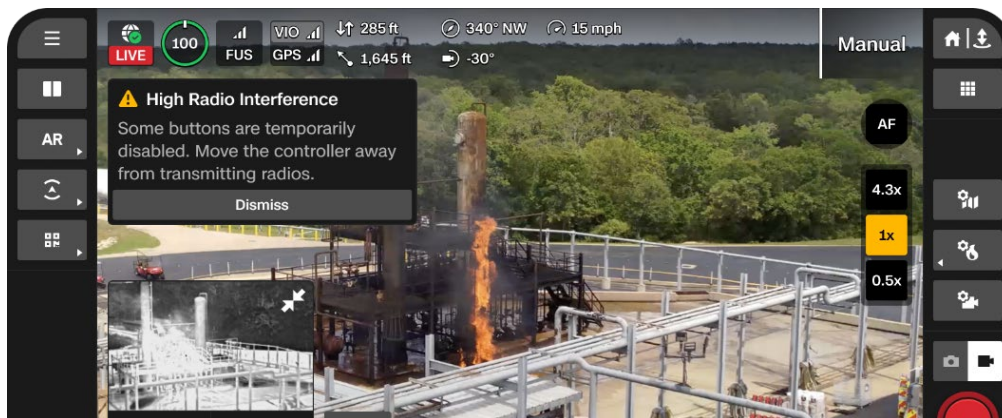 LIVE
100
FUS
VIO
GPS
285 ft
1,645 ft
340° NW
-30°
15 mph
Manual
High Radio Interference
Some buttons are temporarily
disabled. Move the controller away
from transmitting radios.
Dismiss
AR
AF
4.3x
1x
0.5x